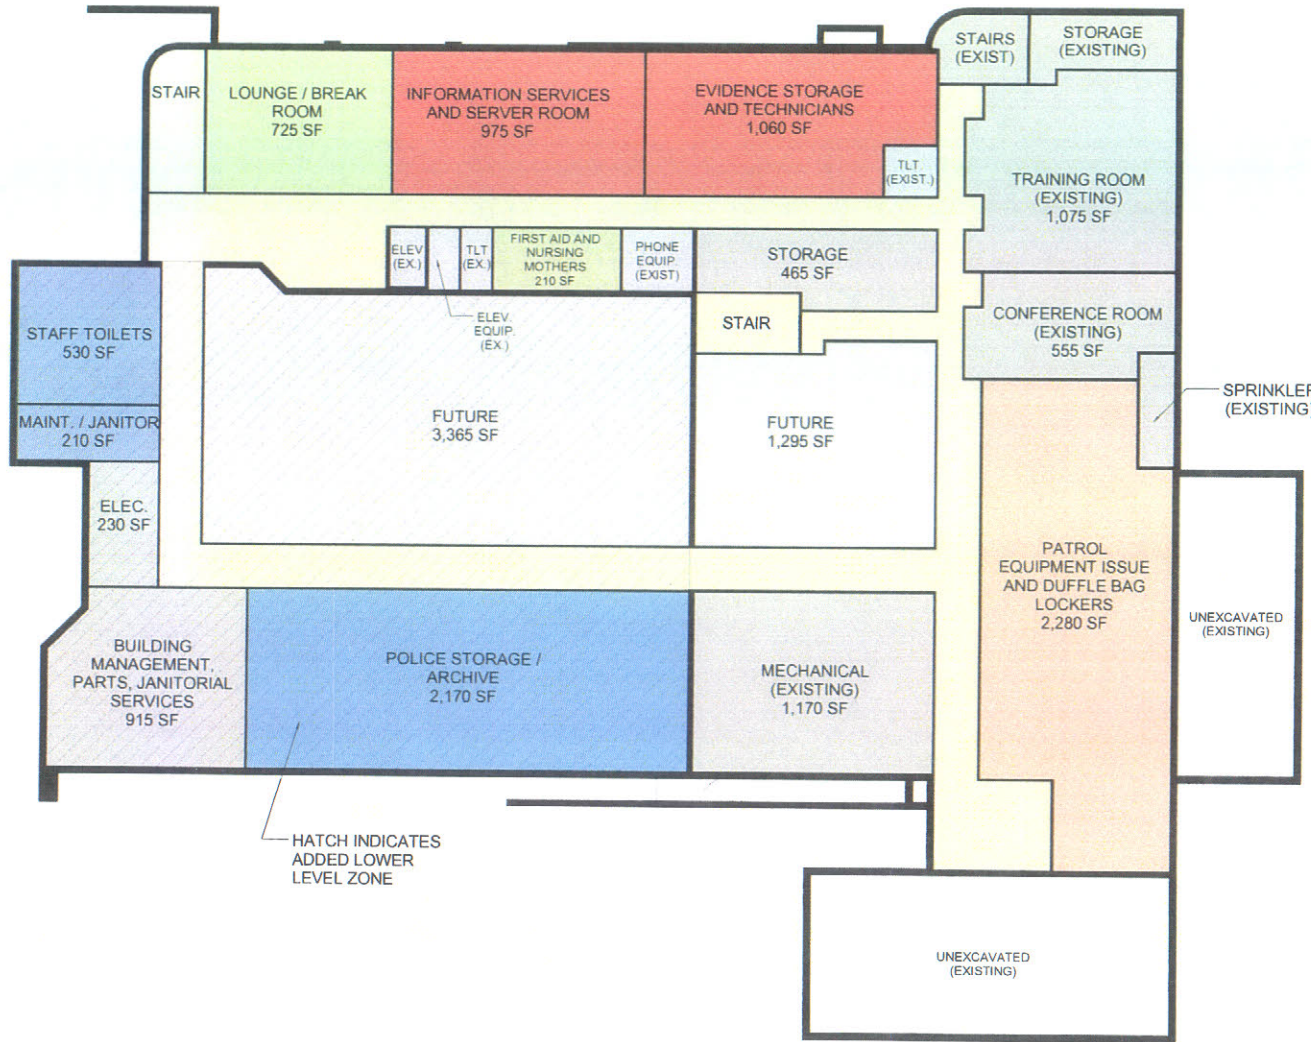 STAIRS
(EXIST)
STORAGE
(EXISTING)
STAIR
LOUNGE / BREAK
ROOM
725 SF
INFORMATION SERVICES
AND SERVER ROOM
975 SF
EVIDENCE STORAGE
AND TECHNICIANS
1,060 SF
TLT.
(EXIST.)
TRAINING ROOM
(EXISTING)
1,075 SF
ELEV
(EX.)
TLT
(EX.)
FIRST AID AND
NURSING
MOTHERS
210 SF
PHONE
EQUIP.
(EXIST)
STORAGE
465 SF
ELEV.
EQUIP.
(EX.)
STAIR
CONFERENCE ROOM
(EXISTING)
555 SF
STAFF TOILETS
530 SF
MAINT. / JANITOR
210 SF
SPRINKLER
(EXISTING
FUTURE
3,365 SF
FUTURE
1,295 SF
ELEC.
230 SF
PATROL
EQUIPMENT ISSUE
AND DUFFLE BAG
LOCKERS
2,280 SF
UNEXCAVATED
(EXISTING)
BUILDING
MANAGEMENT,
PARTS, JANITORIAL
SERVICES
915 SF
POLICE STORAGE /
ARCHIVE
2,170 SF
MECHANICAL
(EXISTING)
1,170 SF
HATCH INDICATES
ADDED LOWER
LEVEL ZONE
UNEXCAVATED
(EXISTING)